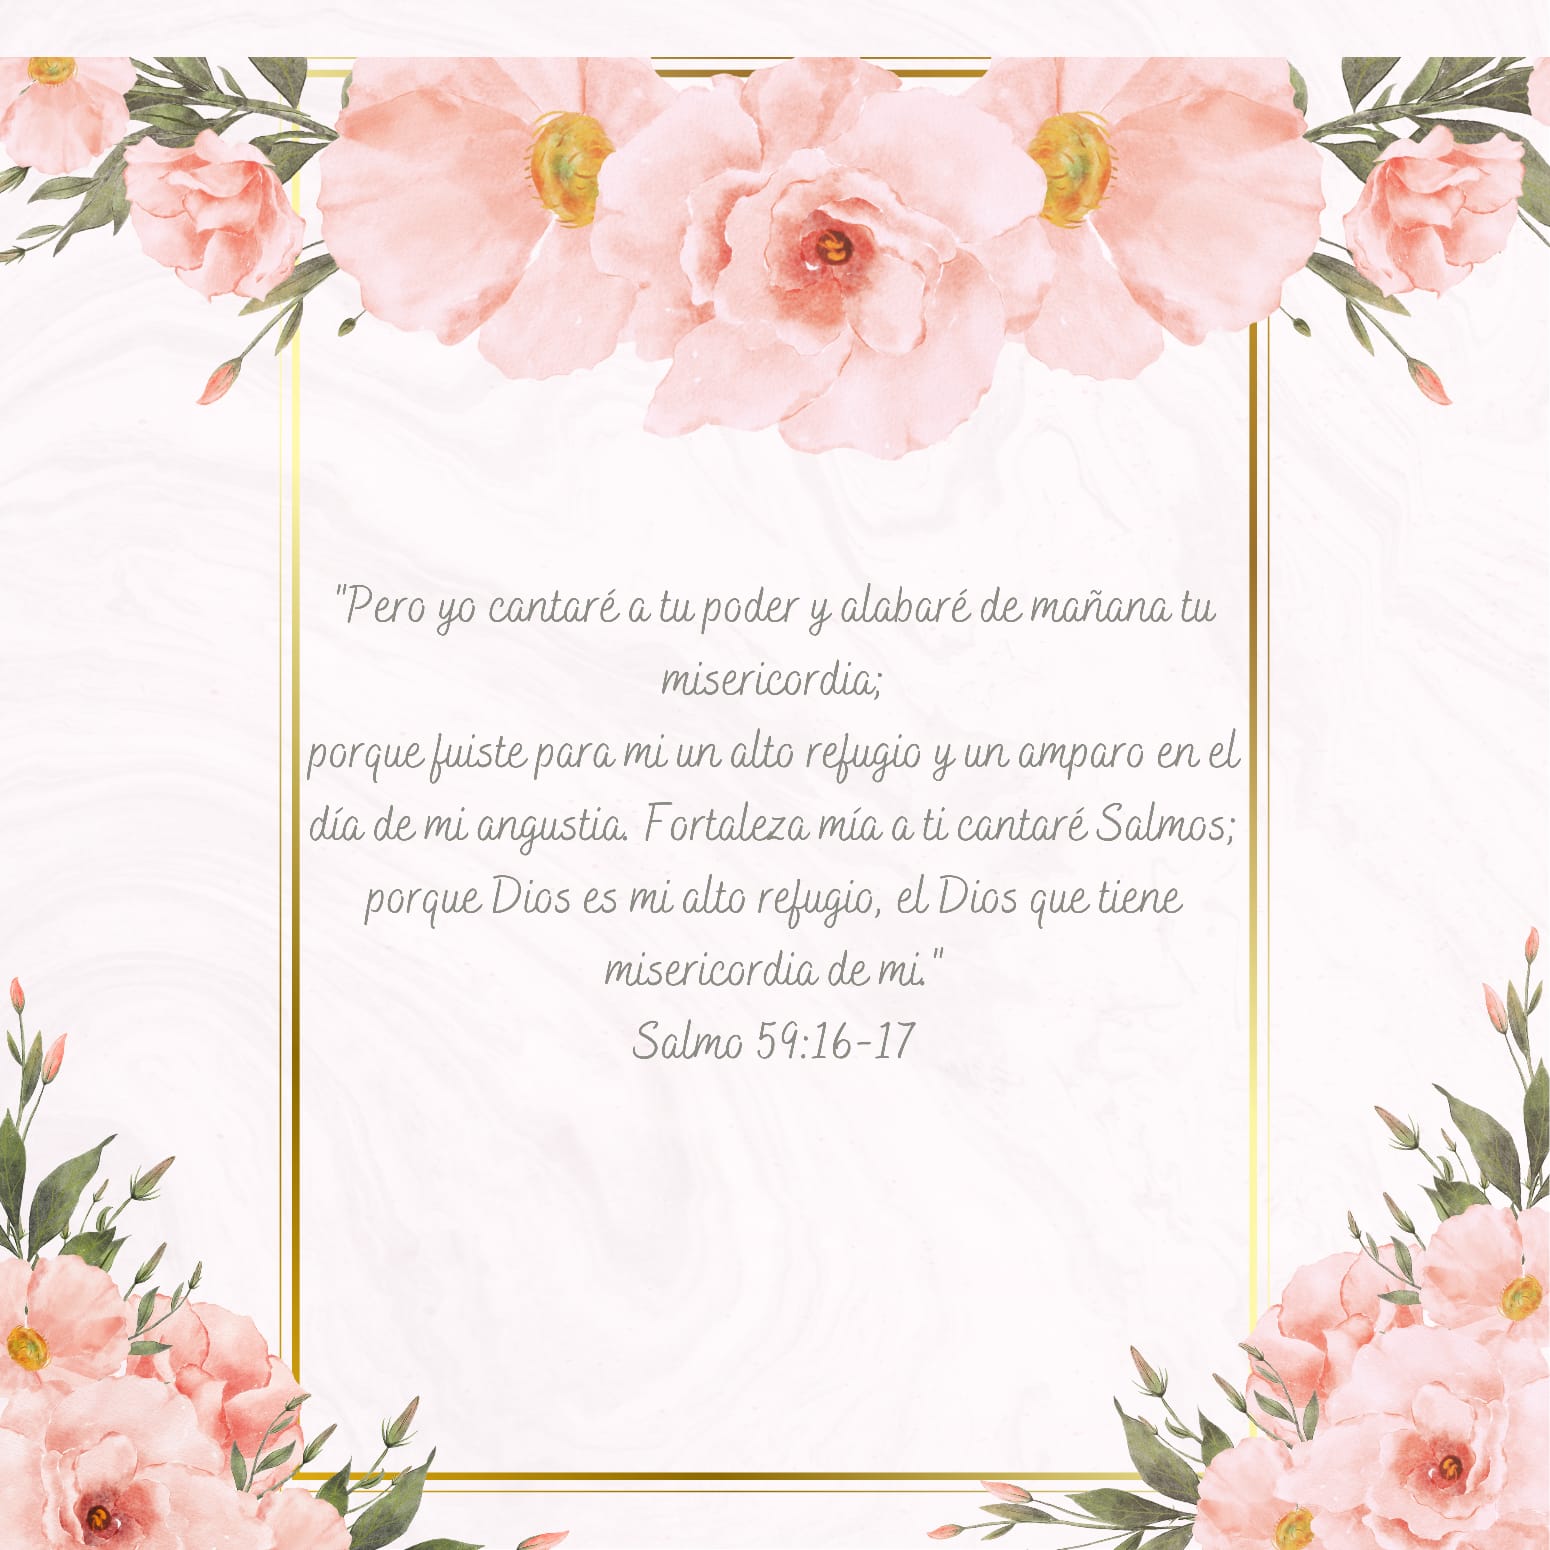 "Pero yo cantaré a tu poder y alabaré de mañana tu
misericordia;
porque fuiste para mi un alto refugio y un amparo en el
día de mi angustia. Fortaleza mía a ti cantaré Salmos;
porque Dios es mi alto refugio, el Dios que tiene
misericordia de mi."
Salmo 59:16-17